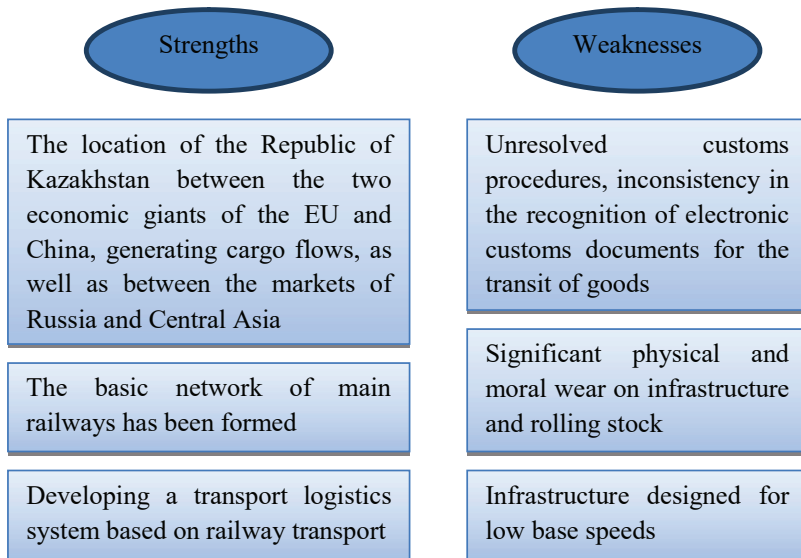 Strengths
The location of the Republic of
Kazakhstan between the two
economic giants of the EU and
China, generating cargo flows, as
well as between the markets of
Russia and Central Asia
The basic network of main
railways has been formed
Developing a transport logistics
system based on railway transport
Weaknesses
Unresolved customs
procedures, inconsistency in
the recognition of electronic
customs documents for the
transit of goods
Significant physical and
moral wear on infrastructure
and rolling stock
Infrastructure designed for
low base speeds